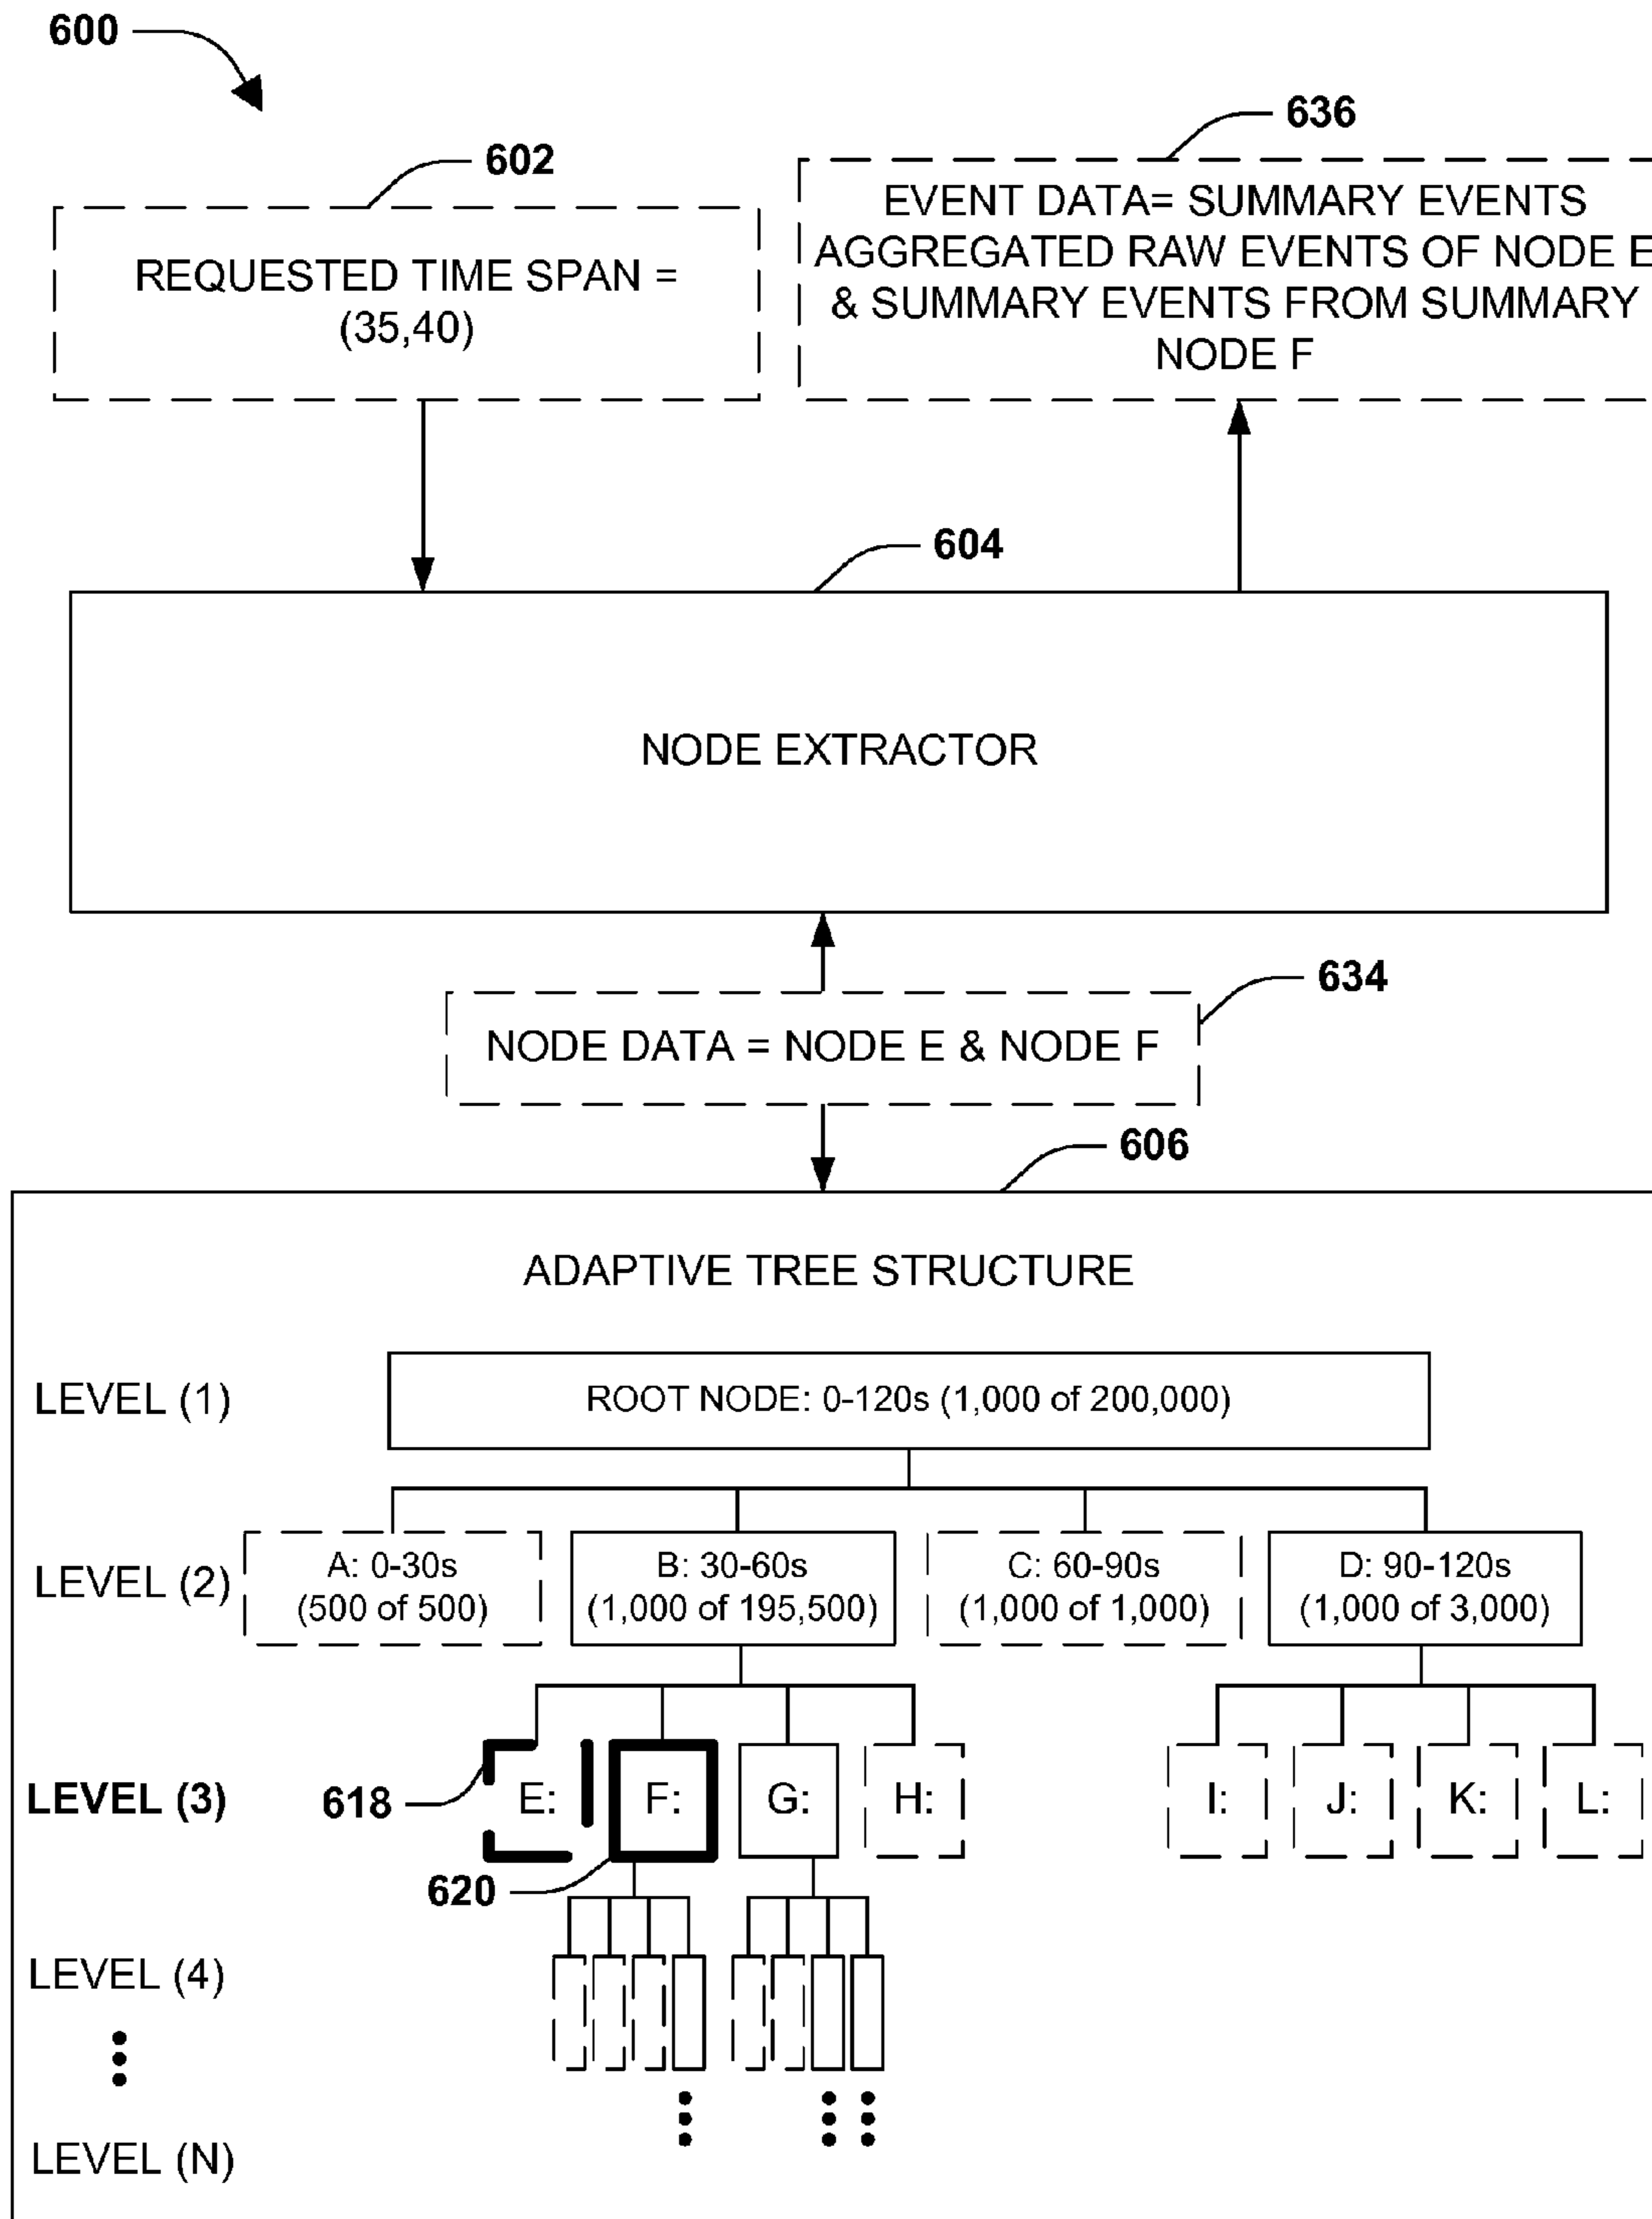 600
636
602
EVENT DATA= SUMMARY EVENTS
AGGREGATED RAW EVENTS OF NODE E
& SUMMARY EVENTS FROM SUMMARY
NODE F
REQUESTED TIME SPAN =
(35,40)
604
NODE EXTRACTOR
634
NODE DATA = NODE E & NODE F
606
ADAPTIVE TREE STRUCTURE
LEVEL (1)
ROOT NODE: 0-120s (1,000 of 200,000)
LEVEL (2)
A: 0-30s
(500 of 500)
B: 30-60s
(1,000 of 195,500)
C: 60-90s
(1,000 of 1,000)
D: 90-120s
(1,000 of 3,000)
LEVEL (3)
618
E:
F:
G:
H:
I:
J:
K:
L:
620
LEVEL (4)
LEVEL (N)